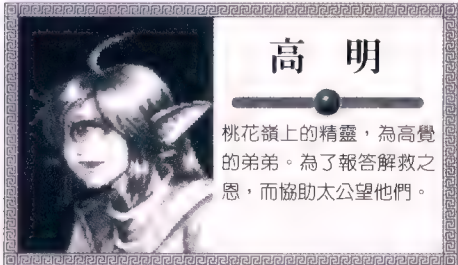 高明
桃花嶺上的精靈，為高覺
的弟弟。為了報答解救之
恩，而協助太公望他們。